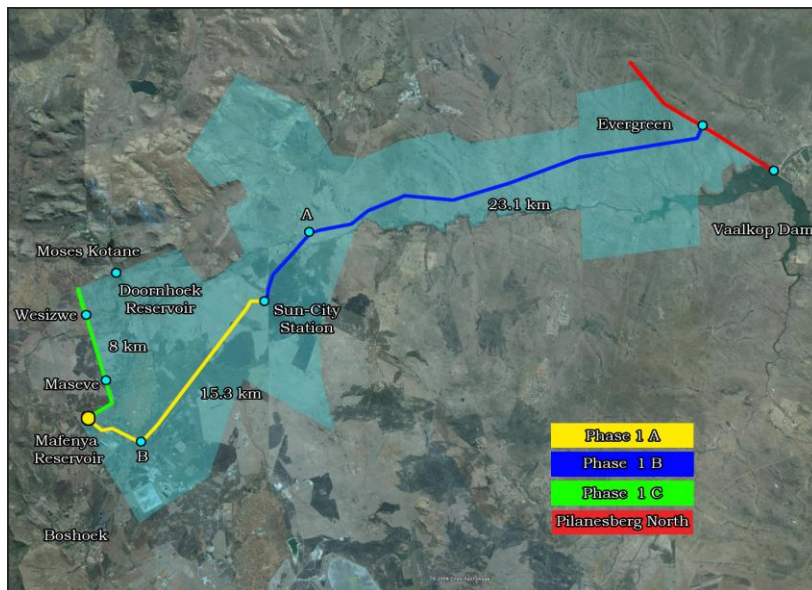 Evergreen
23.1 km
A
Vaalkop Dam
Moses Kotane
Doornhoek
Reservoir
Sun-City
Station
Wesizwe
8 km
Maseve
15.3 km
Mafenya
Reservoir
B
Boshoek
Phase 1 A
Phase 1 B
Phase 1 C
Pilanesberg North